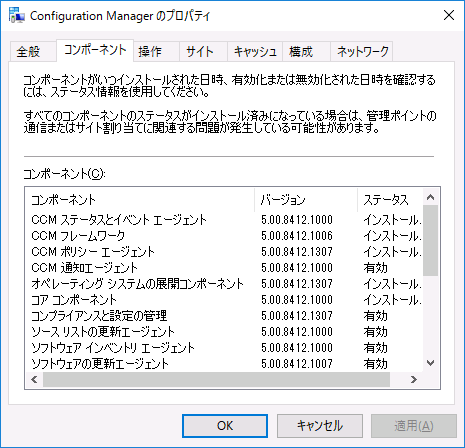 Configuration Manager のプロパティ
全般 コンポーネント 操作 サイト キャッシュ 構成 ネットワーク
コンポーネントがいつインストールされた日時、有効化または無効化された日時を確認する
には、ステータス情報を使用してください。
すべてのコンポーネントのステータスがインストール済みになっている場合は、管理ポイントの
通信またはサイト割り当てに関連する問題が発生している可能性があります。
コンポーネント(C):
コンポーネント バージョン ステータス
CCM ステータスとイベント エージェント 5.00.8412.1000 インストール...
CCM フレームワーク 5.00.8412.1006 インストール...
CCM ポリシー エージェント 5.00.8412.1307 インストール...
CCM 通知エージェント 5.00.8412.1000 有効
オペレーティング システムの展開コンポーネント 5.00.8412.1307 インストール...
コア コンポーネント 5.00.8412.1000 インストール...
コンプライアンスと設定の管理 5.00.8412.1307 有効
ソース リストの更新エージェント 5.00.8412.1000 有効
ソフトウェア インベントリ エージェント 5.00.8412.1000 有効
ソフトウェアの更新エージェント 5.00.8412.1007 有効
OK キャンセル 適用(A)